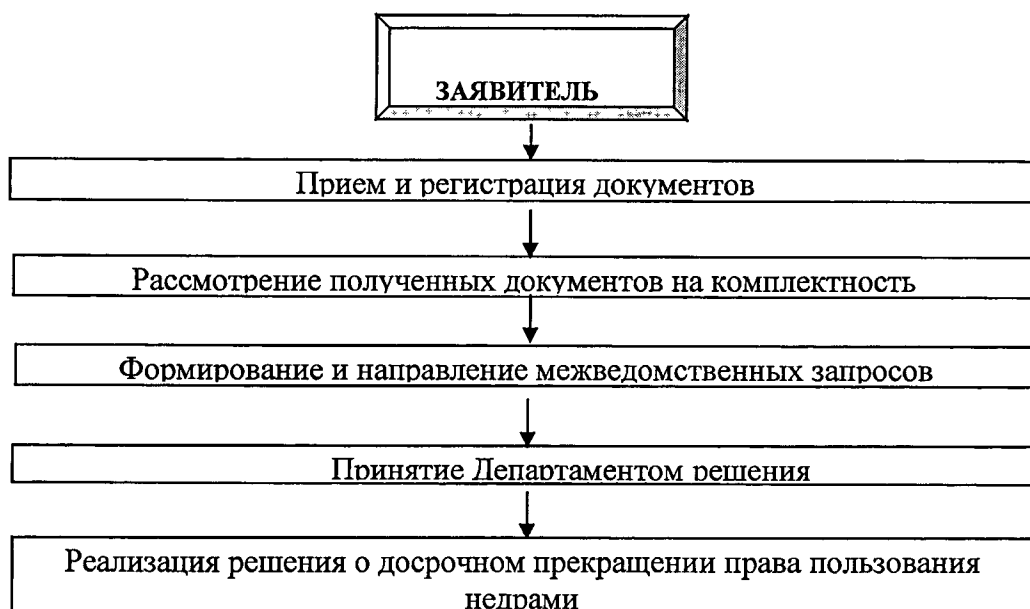 ЗАЯВИТЕЛЬ
Прием и регистрация документов
Рассмотрение полученных документов на комплектность
Формирование и направление межведомственных запросов
Принятие Департаментом решения
Реализация решения о досрочном прекращении права пользования
недрами